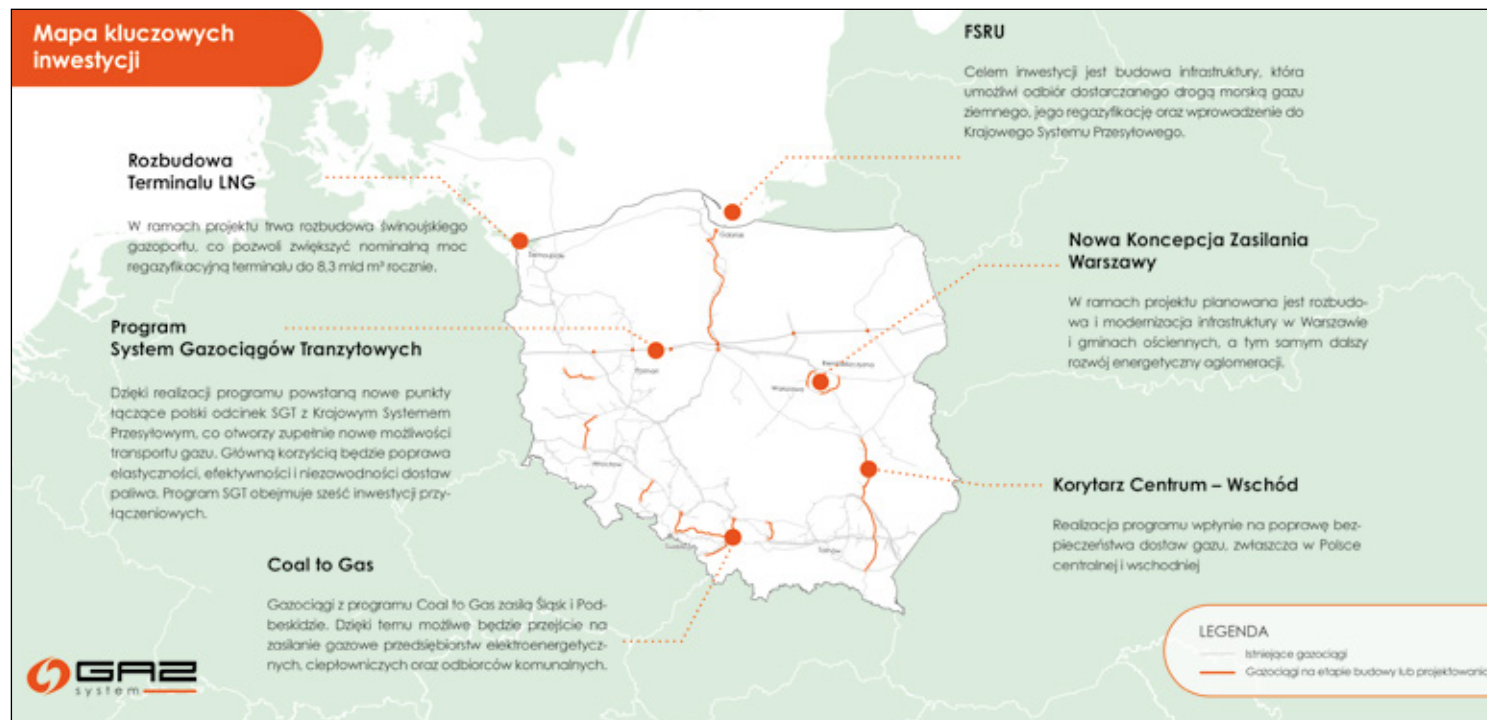 Mapa kluczowych
inwestycji
FSRU
Celem inwestycji jest budowa infrastruktury, która
umożliwi odbiór dostarczanego drogą morską gazu
ziemnego, jego regazyfikację oraz wprowadzenie do
Krajowego Systemu Przesyłowego.
Rozbudowa
Terminalu LNG
W ramach projektu trwa rozbudowa świnoujskiego
gazoportu, co pozwoli zwiększyć nominalną moc
regazyfikacyjną terminalu do 8,3 mld m³ rocznie.
Nowa Koncepcja Zasilania
Warszawy
W ramach projektu planowana jest rozbudo-
wa i modernizacja infrastruktury w Warszawie
i gminach ościennych, a tym samym dalszy
rozwój energetyczny aglomeracji.
Program
System Gazociągów Tranzytowych
Dzięki realizacji programu powstaną nowe punkty
łączące polski odcinek SGT z Krajowym Systemem
Przesyłowym, co otworzy zupełnie nowe możliwości
transportu gazu. Główną korzyścią będzie poprawa
elastyczności, efektywności i niezawodności dostaw
paliwa. Program SGT obejmuje sześć inwestycji przy-
łączeniowych.
Korytarz Centrum – Wschód
Realizacja programu wpłynie na poprawę bez-
pieczeństwa dostaw gazu, zwłaszcza w Polsce
centralnej i wschodniej
Coal to Gas
Gazociągi z programu Coal to Gas zasilą Śląsk i Pod-
beskidzie. Dzięki temu możliwe będzie przejście na
zasilanie gazowe przedsiębiorstw elektroenergetycz-
nych, ciepłowniczych oraz odbiorców komunalnych.
Gdańsk
Poznań
Warszawa
Wrocław
Tarnów
LEGENDA
Istniejące gazociągi
Gazociągi na etapie budowy lub projektowania
GAZ
system